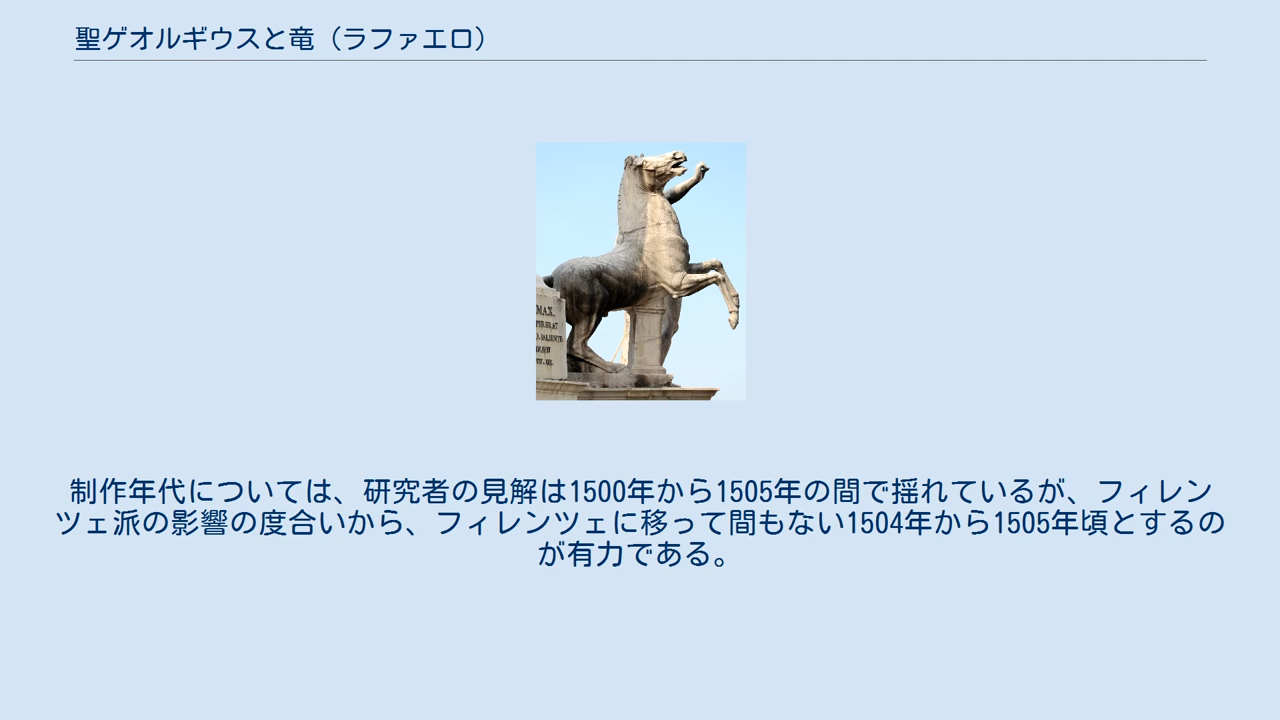 聖ゲオルギウスと竜（ラファエロ）
MAX.
制作年代については、研究者の見解は1500年から1505年の間で揺れているが、フィレン
ツェ派の影響の度合いから、フィレンツェに移って間もない1504年から1505年頃とするの
が有力である。